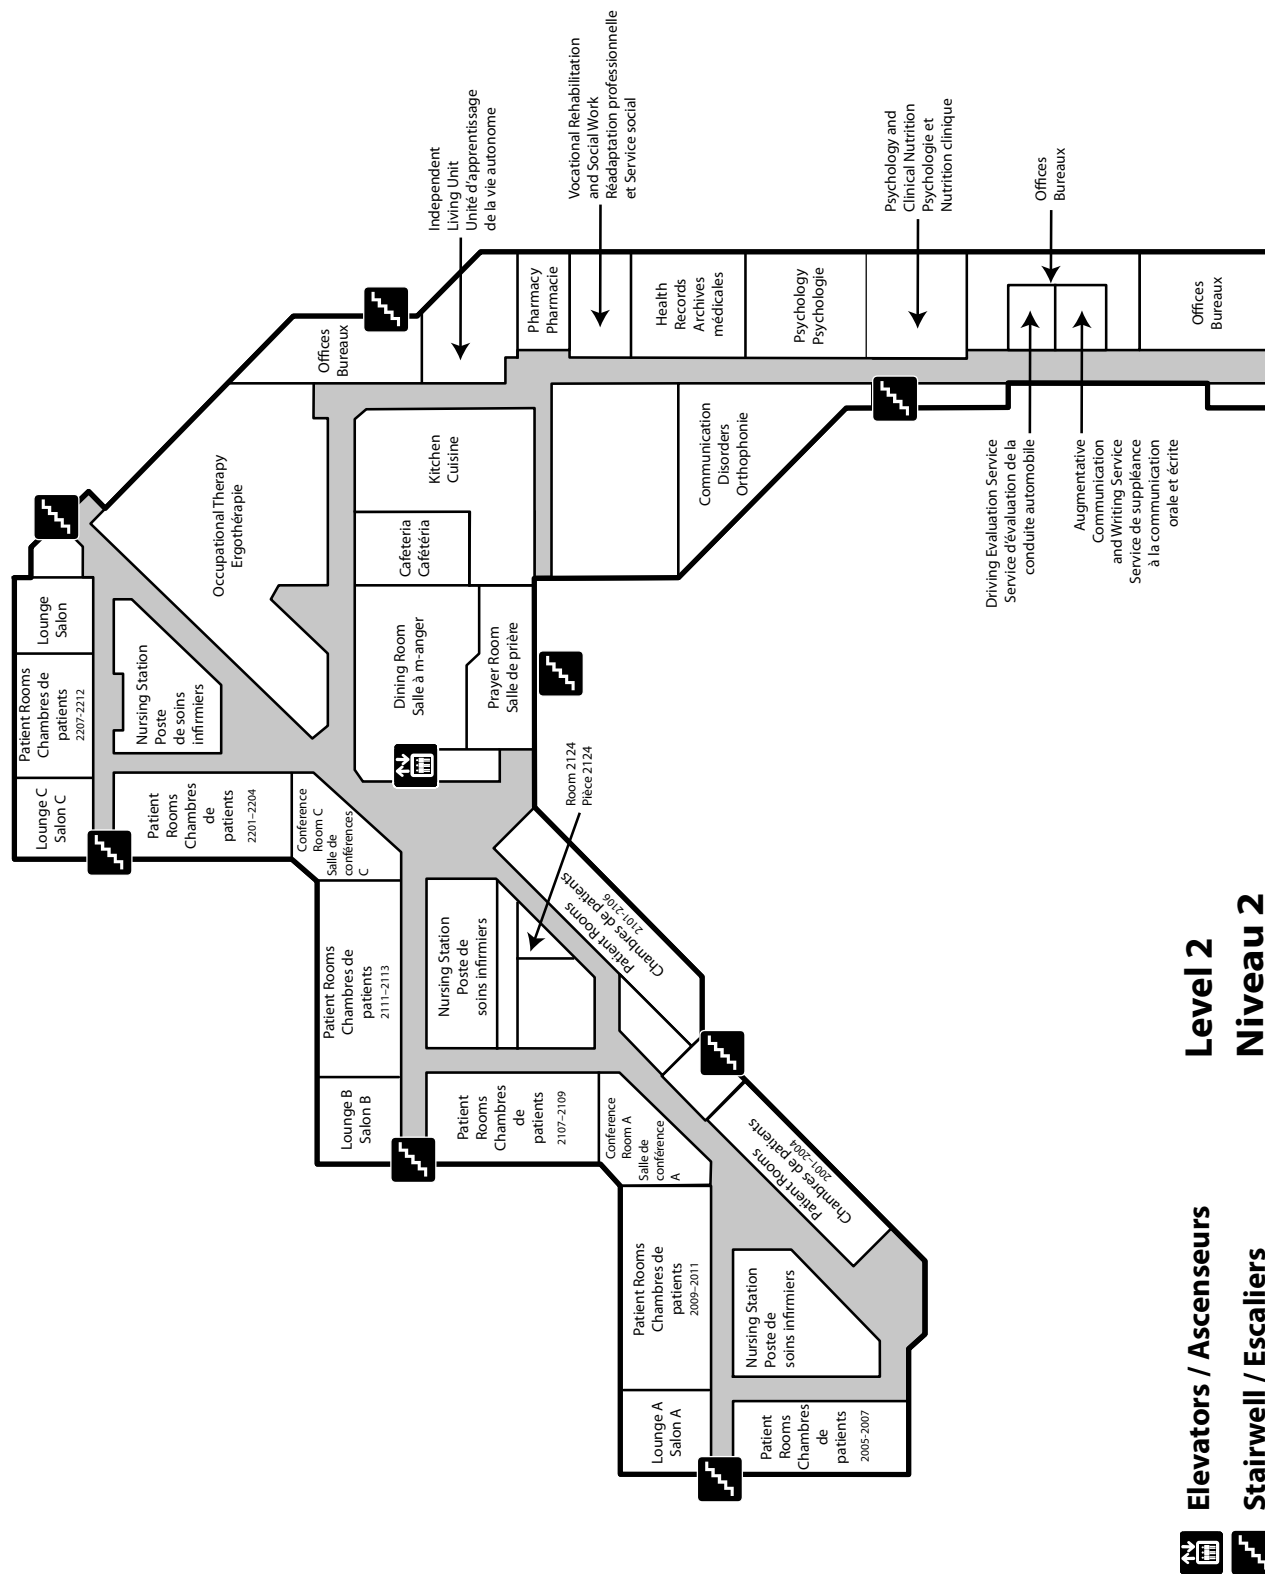 Independent
Living Unit
Unité d'apprentissage
de la vie autonome
Vocational Rehabilitation
and Social Work
Réadaptation professionnelle
et Service social
Psychology and
Clinical Nutrition
Psychologie et
Nutrition clinique
Offices
Bureaux
Offices
Bureaux
Pharmacy
Pharmacie
Health
Records
Archives
médicales
Psychology
Psychologie
Offices
Bureaux
Occupational Therapy
Ergothérapie
Kitchen
Cuisine
Cafeteria
Cafétéria
Communication
Disorders
Orthophonie
Driving Evaluation Service
Service d'évaluation de la
conduite automobile
Augmentative
Communication
and Writing Service
Service de suppléance
à la communication
orale et écrite
Lounge
Salon
Patient Rooms
Chambres de
patients
2207-2212
Lounge C
Salon C
Nursing Station
Poste
de soins
infirmiers
Patient
Rooms
Chambres
de
patients
2201–2204
Conference
Room C
Salle de
conférences
C
Dining Room
Salle à m-anger
Prayer Room
Salle de prière
Room 2124
Pièce 2124
Patient Rooms
Chambres de patients
2101-2106
Patient Rooms
Chambres de
patients
2111–2113
Nursing Station
Poste de
soins infirmiers
Lounge B
Salon B
Patient
Rooms
Chambres
de
patients
2107–2109
Conference
Room A
Salle de
conférence
A
Patient Rooms
Chambres de patients
2001–2004
Patient Rooms
Chambres de
patients
2009–2011
Nursing Station
Poste de
soins infirmiers
Lounge A
Salon A
Patient
Rooms
Chambres
de
patients
2005-2007
Level 2
Niveau 2
Elevators / Ascenseurs
Stairwell / Escaliers